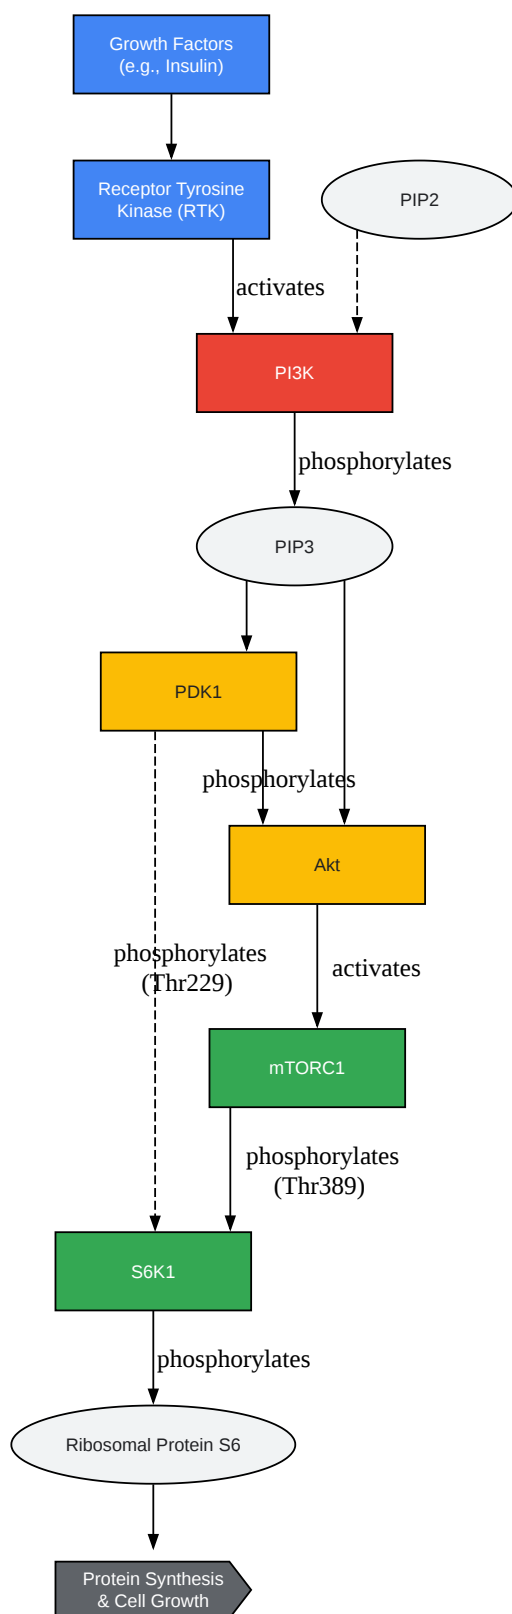 Growth Factors
(e.g., Insulin)
Receptor Tyrosine
Kinase (RTK)
PIP2
activates
PI3K
phosphorylates
PIP3
PDK1
phosphorylates
Akt
phosphorylates
(Thr229)
activates
mTORC1
phosphorylates
(Thr389)
S6K1
phosphorylates
Ribosomal Protein S6
Protein Synthesis
& Cell Growth